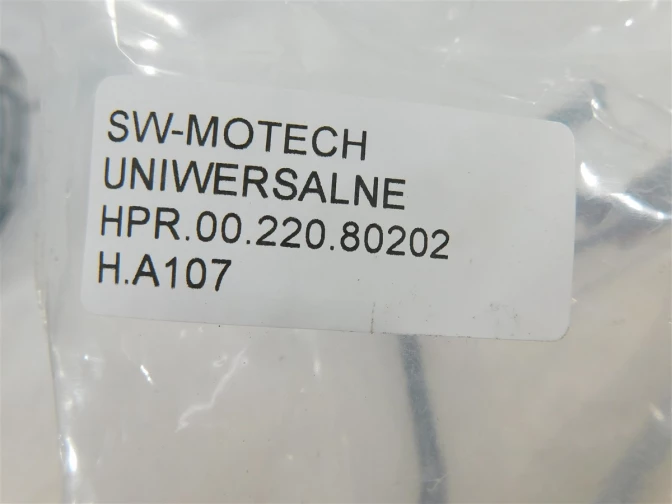 SW-MOTECH
UNIWERSALNE
HPR.00.220.80202
H.A107